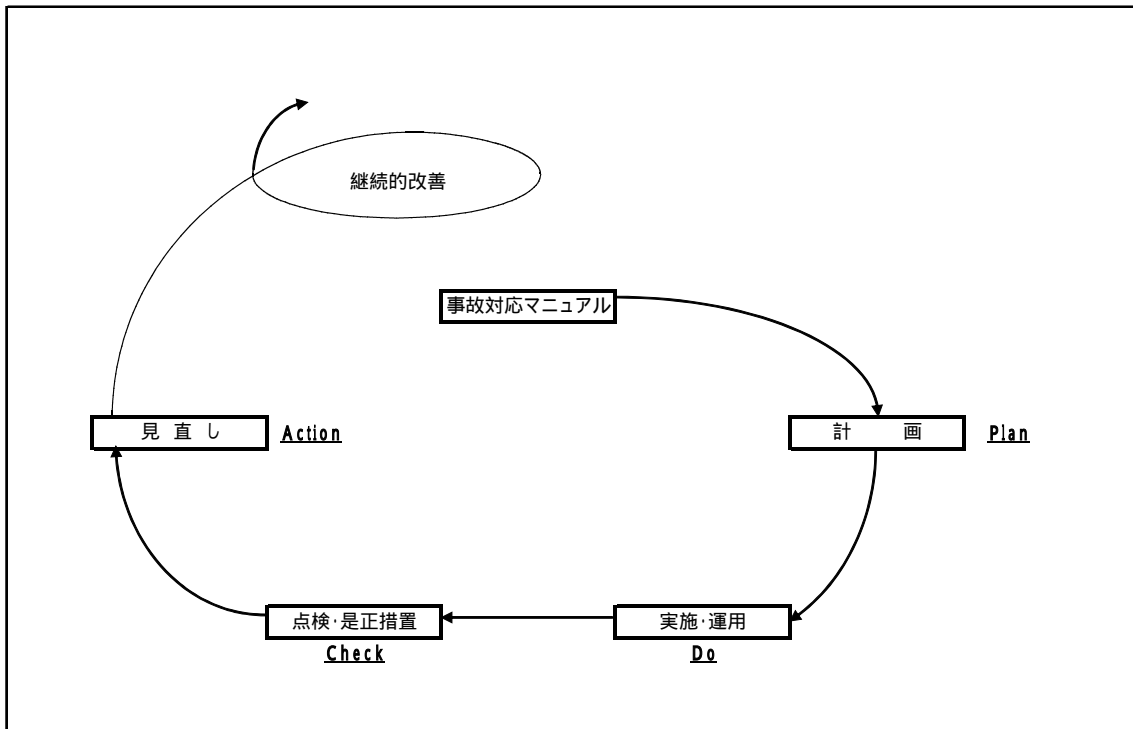 継続的改善
事故対応マニュアル
見 直 し
Action
計 画
Plan
点検・是正措置
Check
実施・運用
Do